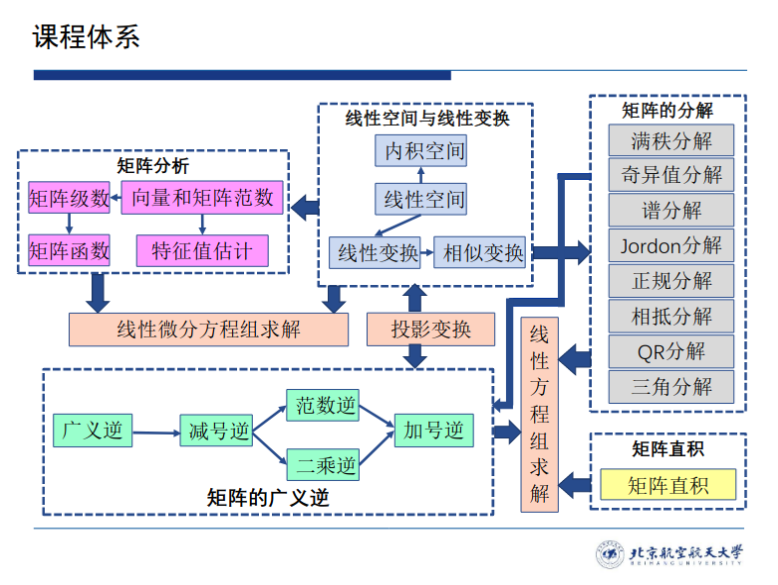 课程体系
线性空间与线性变换
内积空间
线性空间
线性变换
相似变换
矩阵分析
矩阵级数
向量和矩阵范数
矩阵函数
特征值估计
矩阵的分解
满秩分解
奇异值分解
谱分解
Jordon分解
正规分解
相抵分解
QR分解
三角分解
线性微分方程组求解
投影变换
线性方程组求解
广义逆
减号逆
范数逆
二乘逆
加号逆
矩阵的广义逆
矩阵直积
矩阵直积
北京航空航天大学
BEIHANG UNIVERSITY